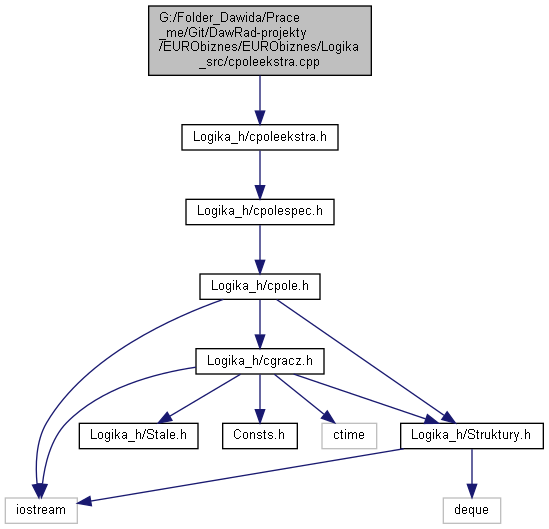 G:/Folder_Dawida/Prace
_me/Git/DawRad-projekty
/EURObiznes/EURObiznes/Logika
_src/cpoleekstra.cpp
Logika_h/cpoleekstra.h
Logika_h/cpolespec.h
Logika_h/cpole.h
Logika_h/cgracz.h
Logika_h/Stale.h
Consts.h
ctime
Logika_h/Struktury.h
iostream
deque